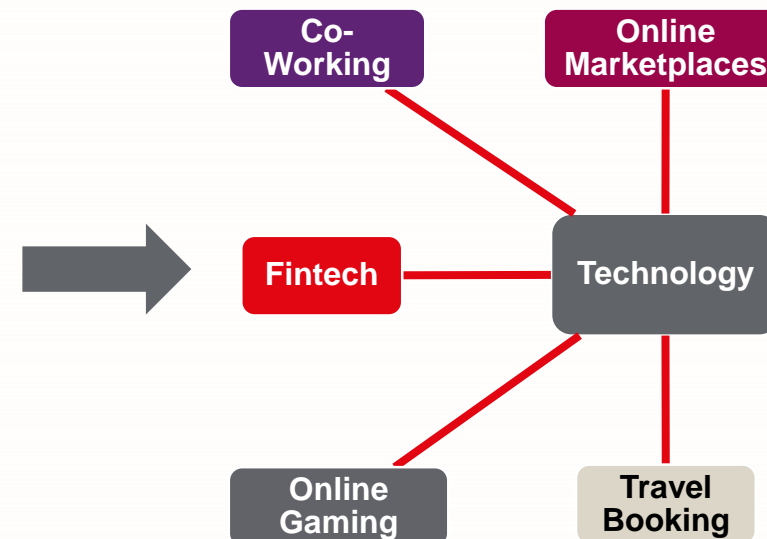 Co-
Working
Online
Marketplaces
Fintech
Technology
Online
Gaming
Travel
Booking